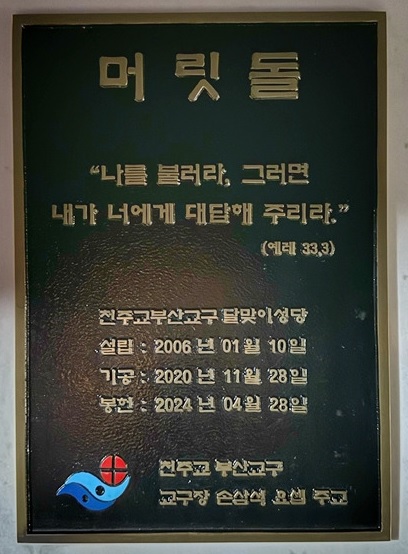 머릿돌
“나를 불러라, 그러면
내가 너에게 대답해 주리라.”
(예레 33,3)
천주교부산교구 달맞이성당
설립 : 2006 년 01 월 10 일
기공 : 2020 년 11 월 28 일
봉헌 : 2024 년 04 월 28 일
천주교 부산교구
교구장 손삼석 요셉 주교